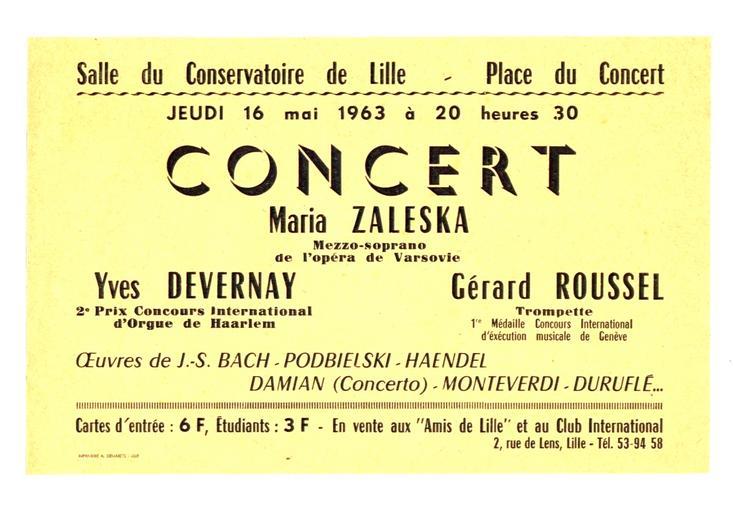 Salle du Conservatoire de Lille - Place du Concert
JEUDI 16 mai 1963 à 20 heures 30
CONCERT
Maria ZALESKA
Mezzo-soprano
de l'opéra de Varsovie
Yves DEVERNAY
2e Prix Concours International
d'Orgue de Haarlem
Gérard ROUSSEL
Trompette
1re Médaille Concours International
d'exécution musicale de Genève
Œuvres de J.-S. BACH - PODBIELSKI - HAENDEL
DAMIAN (Concerto) - MONTEVERDI - DURUFLÉ...
Cartes d'entrée : 6 F, Étudiants : 3 F - En vente aux "Amis de Lille" et au Club International
2, rue de Lens, Lille - Tél. 53-94 58
IMPRIMERIE